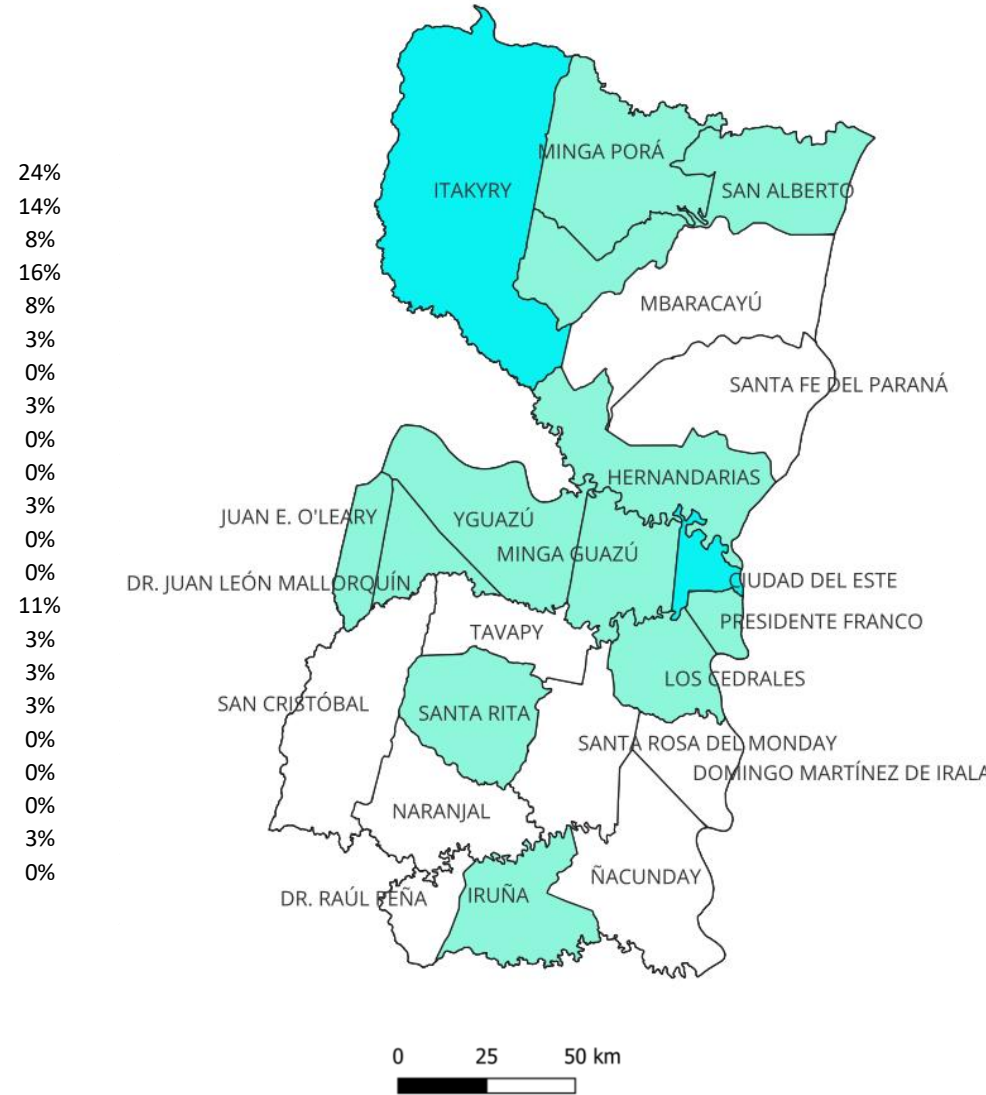 24%
14%
8%
16%
8%
3%
0%
3%
0%
0%
3%
0%
0%
11%
3%
3%
3%
0%
0%
0%
3%
0%
MINGA PORÁ
ITAKYRY
SAN ALBERTO
MBARACAYÚ
SANTA FE DEL PARANÁ
HERNANDARIAS
JUAN E. O'LEARY
YGUAZÚ
MINGA GUAZÚ
DR. JUAN LEÓN MALLORQUÍN
CIUDAD DEL ESTE
PRESIDENTE FRANCO
TAVAPY
LOS CEDRALES
SAN CRISTÓBAL
SANTA RITA
SANTA ROSA DEL MONDAY
DOMINGO MARTÍNEZ DE IRALA
NARANJAL
ÑACUNDAY
DR. RAÚL PEÑA
IRUÑA
0 25 50 km